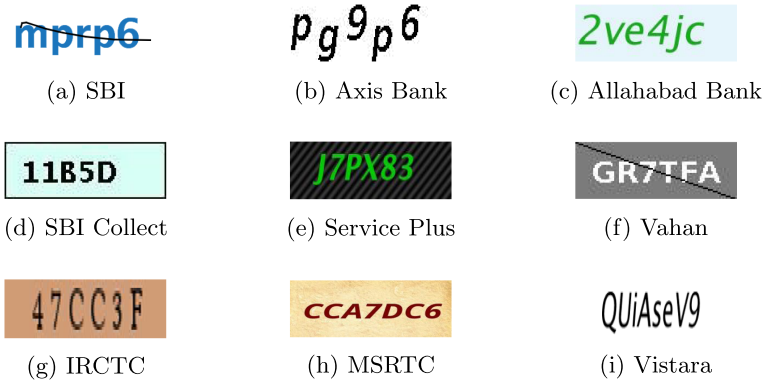 mprp6
pg9p6
2ve4jc
(a) SBI
(b) Axis Bank
(c) Allahabad Bank
11B5D
J7PX83
GR7TFA
(d) SBI Collect
(e) Service Plus
(f) Vahan
47CC3F
CCA7DC6
QUiAseV9
(g) IRCTC
(h) MSRTC
(i) Vistara